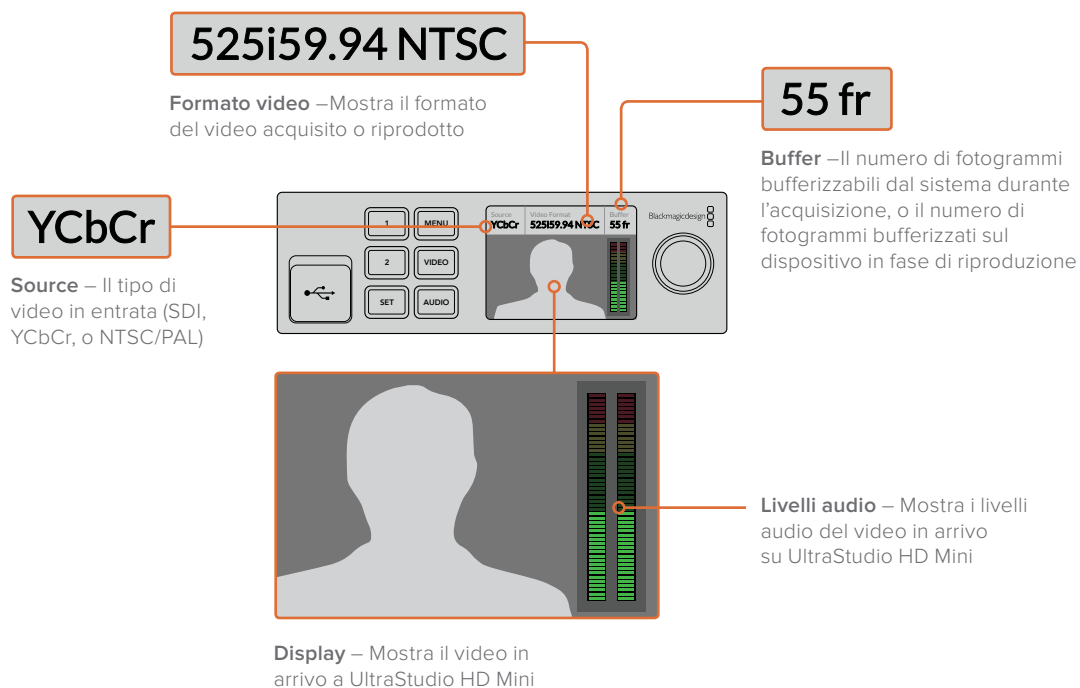 525i59.94 NTSC
Formato video –Mostra il formato
del video acquisito o riprodotto
55 fr
Buffer –Il numero di fotogrammi
bufferizzabili dal sistema durante
l’acquisizione, o il numero di
fotogrammi bufferizzati sul
dispositivo in fase di riproduzione
YCbCr
Source – Il tipo di
video in entrata (SDI,
YCbCr, o NTSC/PAL)
1
MENU
2
VIDEO
SET
AUDIO
Source
YCbCr
Video Format
525I59.94 NTSC
Buffer
55 fr
Blackmagicdesign
Livelli audio – Mostra i livelli
audio del video in arrivo
su UltraStudio HD Mini
Display – Mostra il video in
arrivo a UltraStudio HD Mini